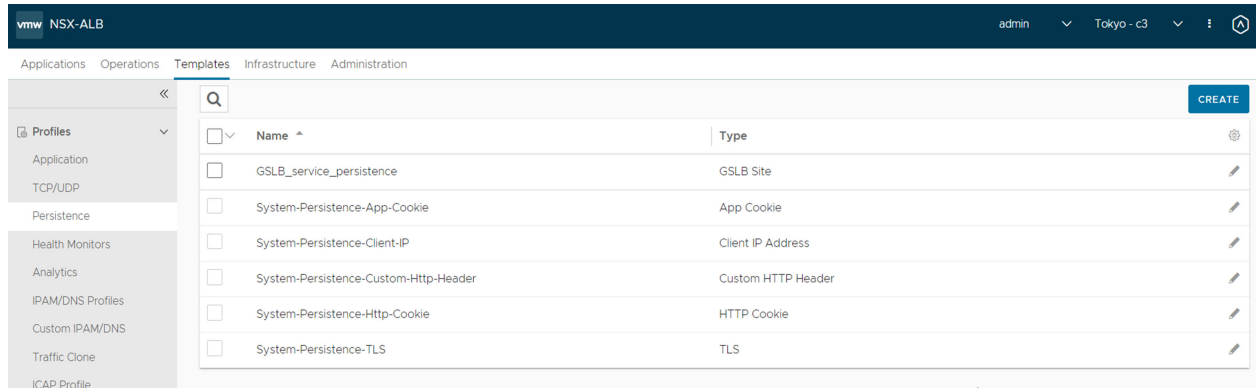 vmw NSX-ALB admin Tokyo - c3
Applications Operations Templates Infrastructure Administration
CREATE
Profiles
Name Type
Application
GSLB_service_persistence GSLB Site
TCP/UDP
System-Persistence-App-Cookie App Cookie
Persistence
System-Persistence-Client-IP Client IP Address
Health Monitors
Analytics
System-Persistence-Custom-Http-Header Custom HTTP Header
IPAM/DNS Profiles
System-Persistence-Http-Cookie HTTP Cookie
Custom IPAM/DNS
System-Persistence-TLS TLS
Traffic Clone
ICAP Profile